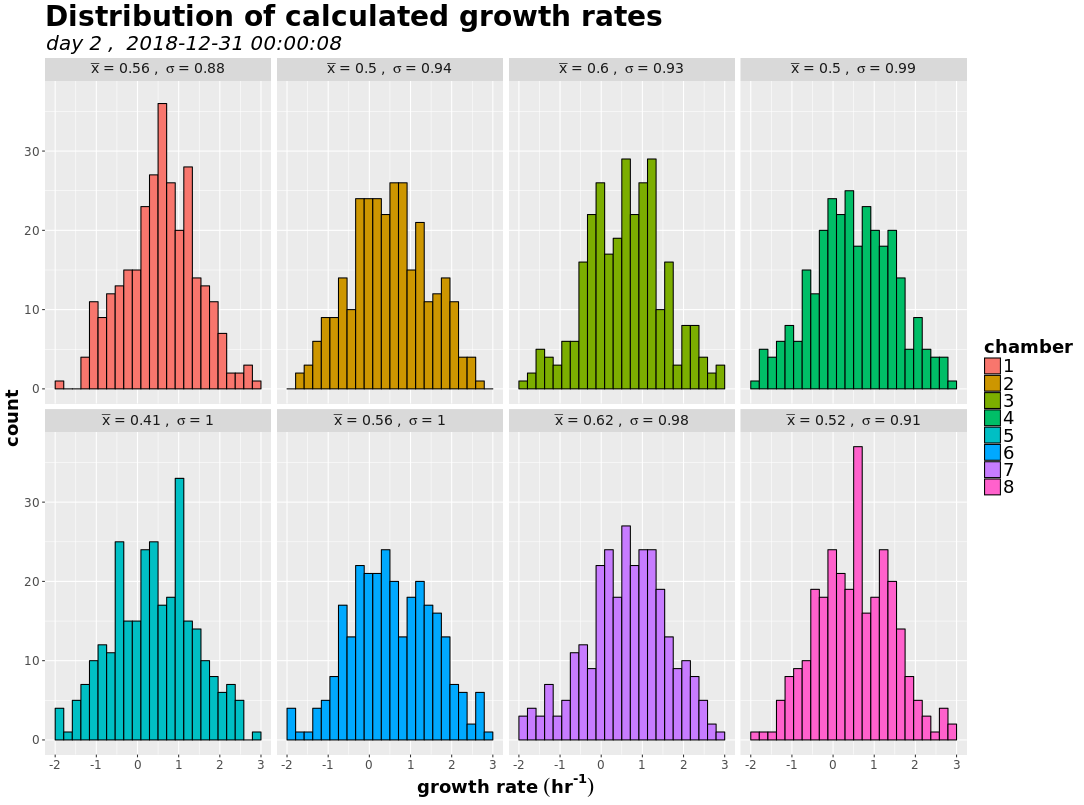 Distribution of calculated growth rates
day 2 ,  2018-12-31 00:00:08
x̅ = 0.56 ,  σ = 0.88
x̅ = 0.5 ,  σ = 0.94
x̅ = 0.6 ,  σ = 0.93
x̅ = 0.5 ,  σ = 0.99
30
20
10
0
x̅ = 0.41 ,  σ = 1
x̅ = 0.56 ,  σ = 1
x̅ = 0.62 ,  σ = 0.98
x̅ = 0.52 ,  σ = 0.91
30
20
10
0
-2 -1 0 1 2 3
-2 -1 0 1 2 3
-2 -1 0 1 2 3
-2 -1 0 1 2 3
count
growth rate (hr⁻¹)
chamber
1
2
3
4
5
6
7
8